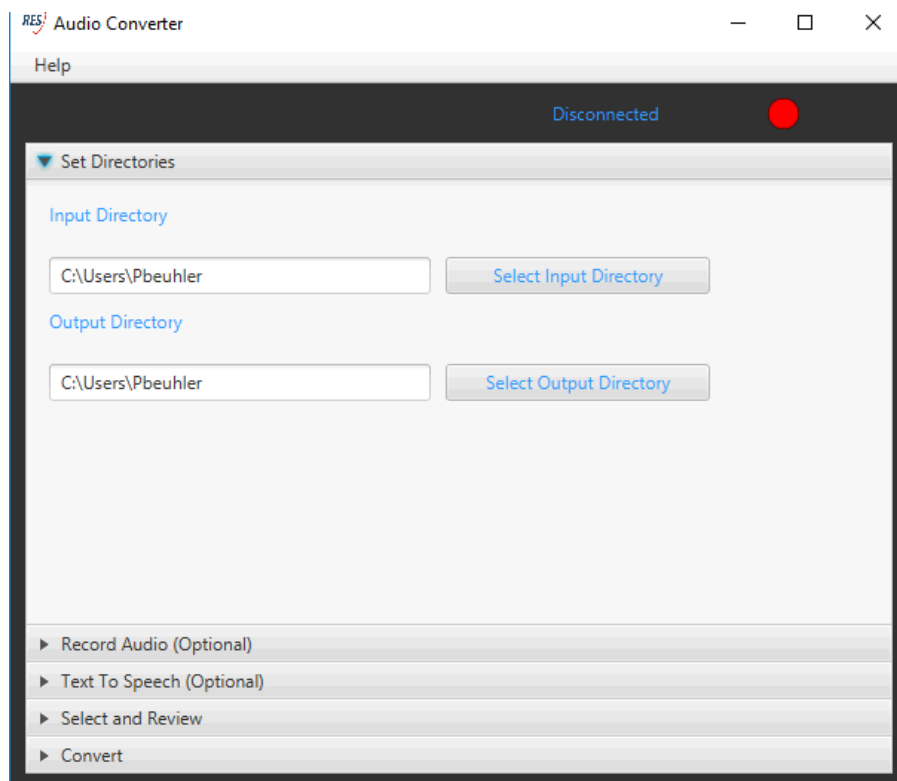 RES Audio Converter
Help
Disconnected
Set Directories
Input Directory
C:\Users\Pbeuhler Select Input Directory
Output Directory
C:\Users\Pbeuhler Select Output Directory
Record Audio (Optional)
Text To Speech (Optional)
Select and Review
Convert